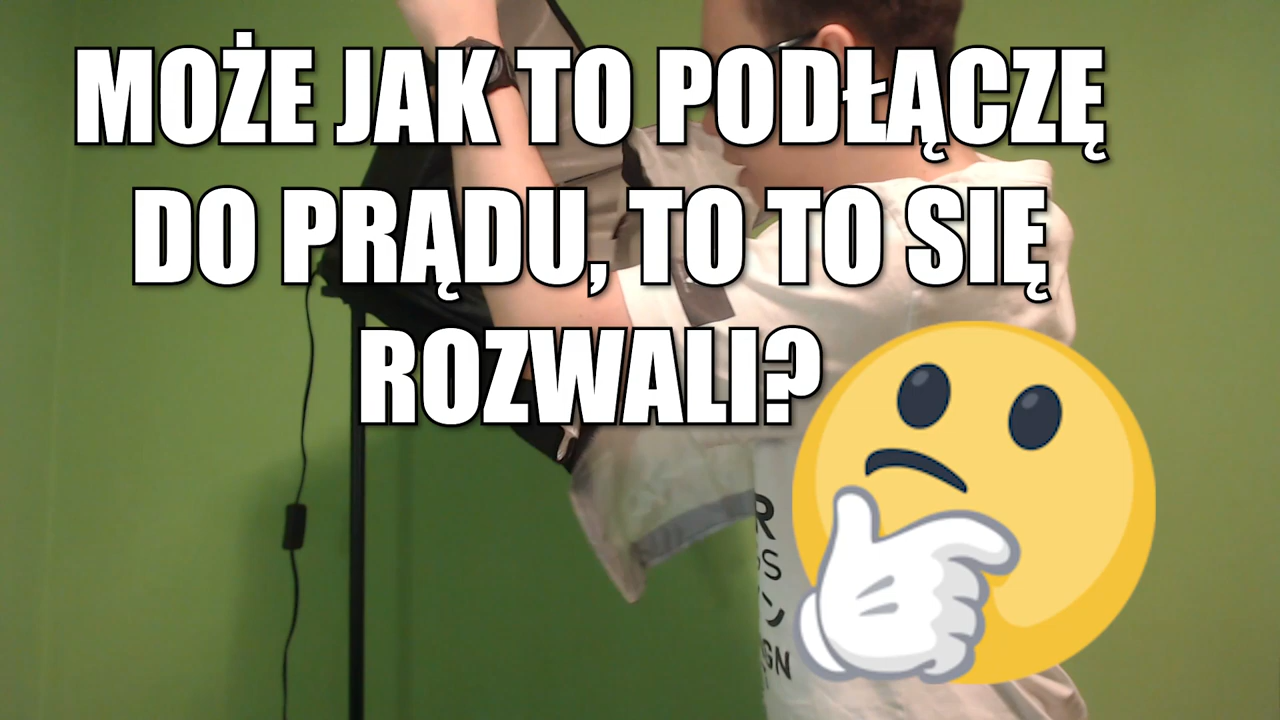 MOŻE JAK TO PODŁĄCZĘ
DO PRĄDU, TO TO SIĘ
ROZWALI?
R